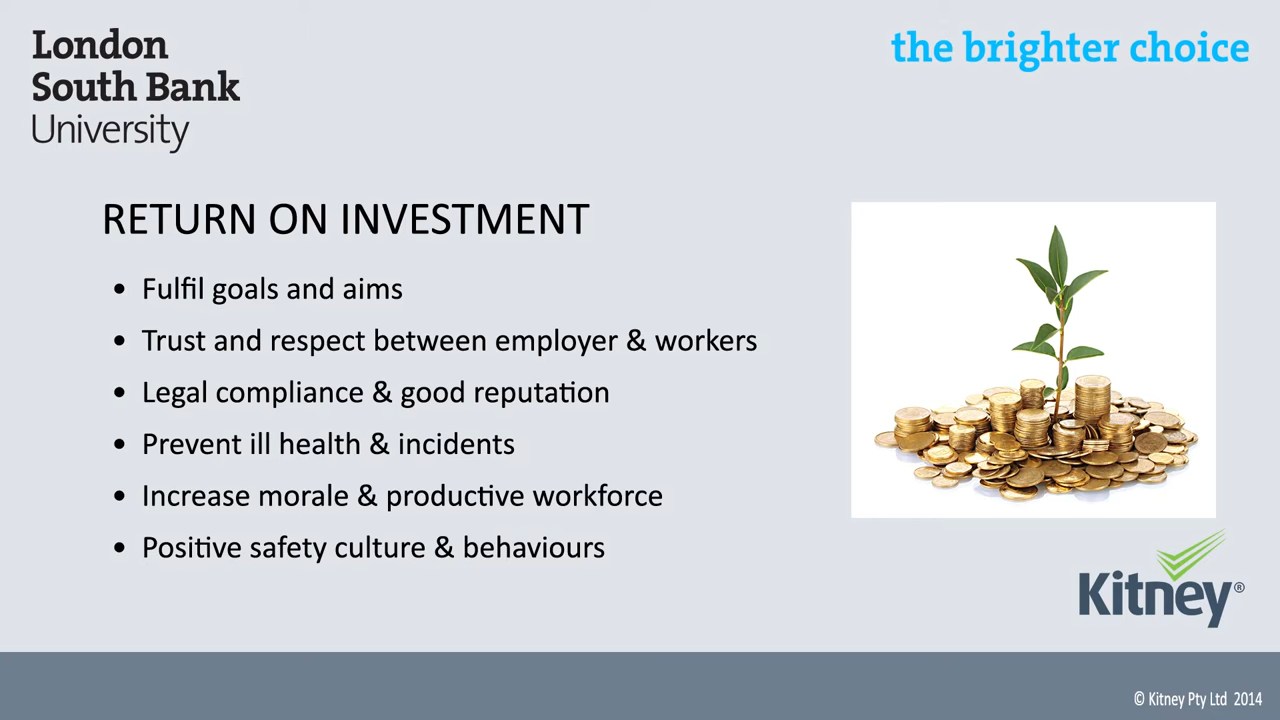 London
South Bank
University
the brighter choice
RETURN ON INVESTMENT
• Fulfil goals and aims
• Trust and respect between employer & workers
• Legal compliance & good reputation
• Prevent ill health & incidents
• Increase morale & productive workforce
• Positive safety culture & behaviours
Kitney®
© Kitney Pty Ltd 2014